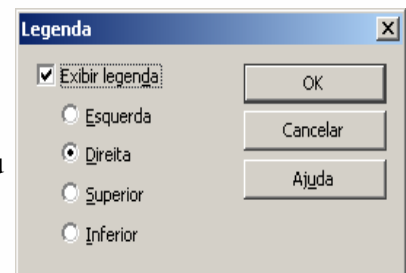 Legenda
Exibir legenda
Esquerda
Direita
Superior
Inferior
OK
Cancelar
Ajuda